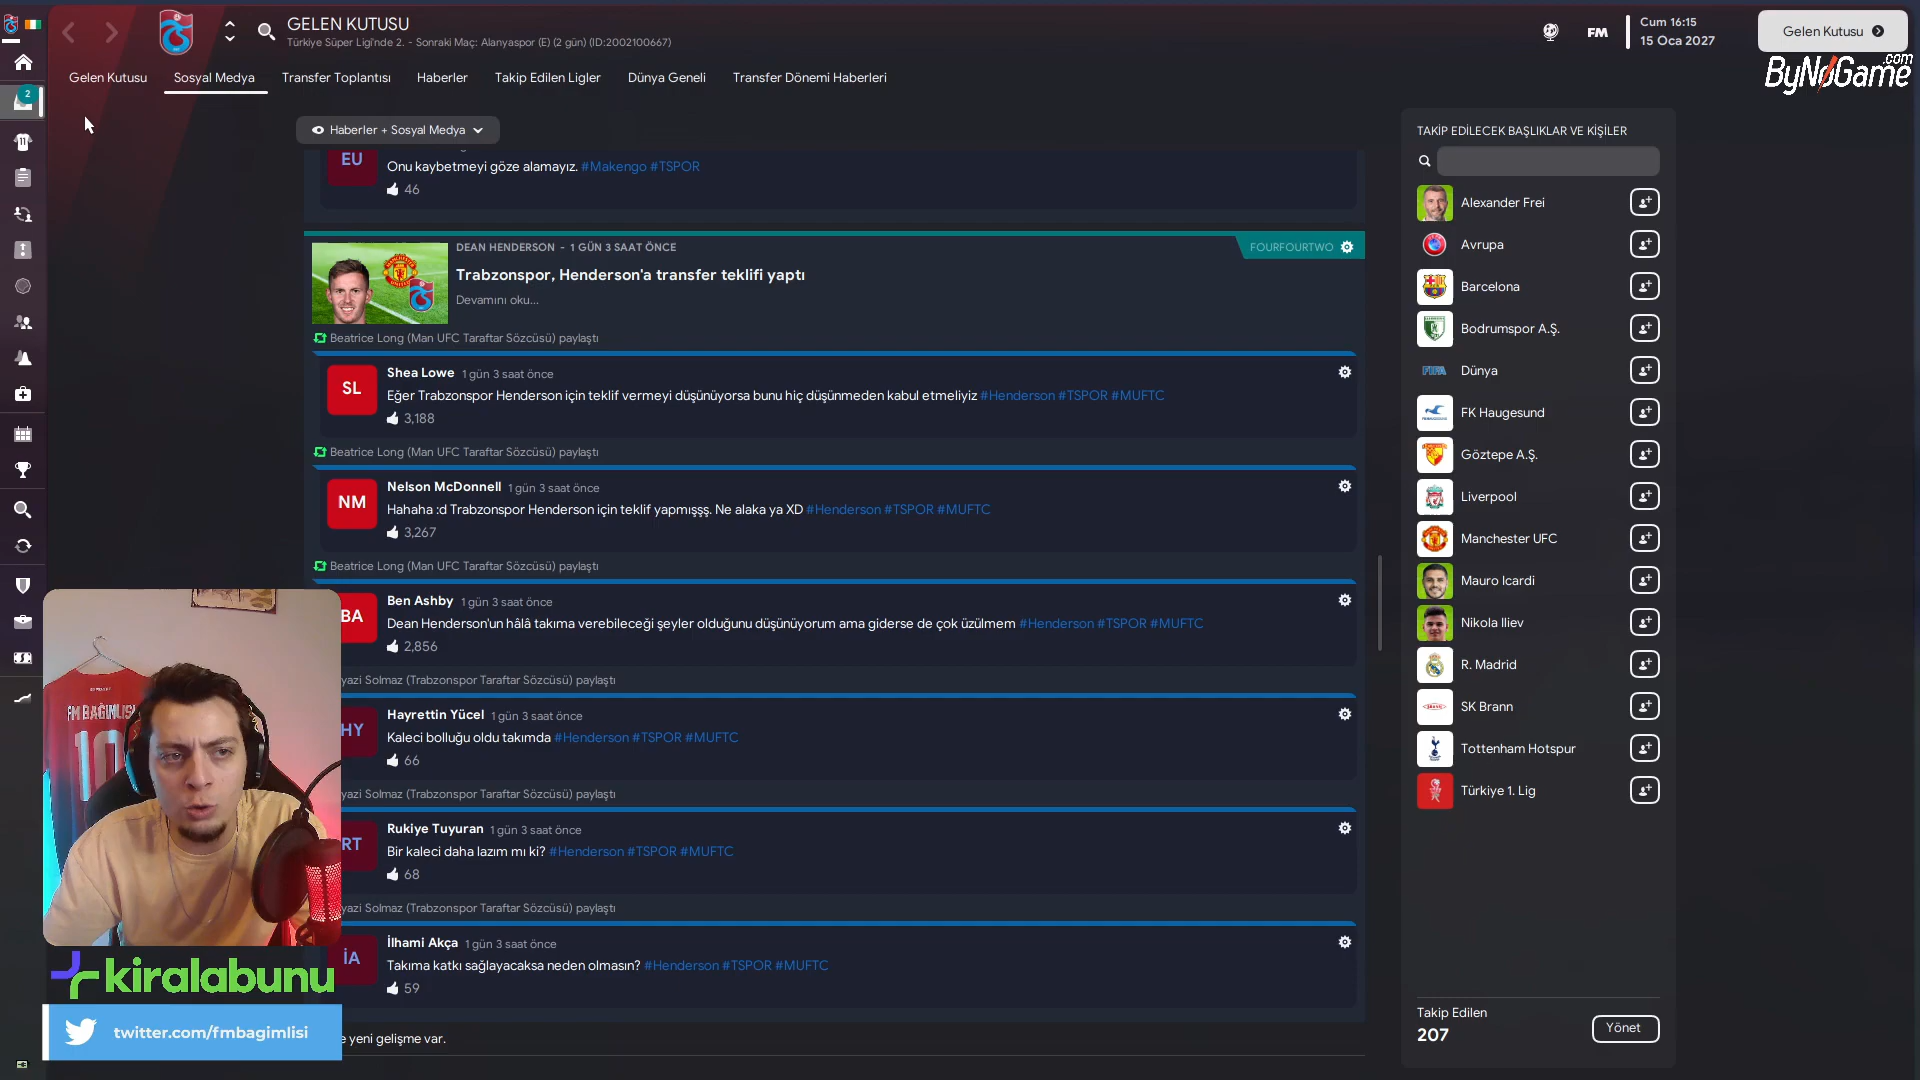 GELEN KUTUSU
Türkiye Süper Ligi'nde 2. - Sonraki Maç: Alanyaspor (E) (2 gün) (ID:2002100667)
FM
Cum 16:15
15 Oca 2027
Gelen Kutusu
ByNoGame.com
Gelen Kutusu
Sosyal Medya
Transfer Toplantısı
Haberler
Takip Edilen Ligler
Dünya Geneli
Transfer Dönemi Haberleri
2
11
Haberler + Sosyal Medya
EU
Onu kaybetmeyi göze alamayız. #Makengo #TSPOR
46
DEAN HENDERSON - 1 GÜN 3 SAAT ÖNCE
FOURFOURTWO
Trabzonspor, Henderson'a transfer teklifi yaptı
Devamını oku...
Beatrice Long (Man UFC Taraftar Sözcüsü) paylaştı
SL
Shea Lowe 1 gün 3 saat önce
Eğer Trabzonspor Henderson için teklif vermeyi düşünüyorsa bunu hiç düşünmeden kabul etmeliyiz #Henderson #TSPOR #MUFTC
3,188
Beatrice Long (Man UFC Taraftar Sözcüsü) paylaştı
NM
Nelson McDonnell 1 gün 3 saat önce
Hahaha :d Trabzonspor Henderson için teklif yapmışşş. Ne alaka ya XD #Henderson #TSPOR #MUFTC
3,267
Beatrice Long (Man UFC Taraftar Sözcüsü) paylaştı
BA
Ben Ashby 1 gün 3 saat önce
Dean Henderson'un hâlâ takıma verebileceği şeyler olduğunu düşünüyorum ama giderse de çok üzülmem #Henderson #TSPOR #MUFTC
2,856
yazi Solmaz (Trabzonspor Taraftar Sözcüsü) paylaştı
HY
Hayrettin Yücel 1 gün 3 saat önce
Kaleci bolluğu oldu takımda #Henderson #TSPOR #MUFTC
66
yazi Solmaz (Trabzonspor Taraftar Sözcüsü) paylaştı
RT
Rukiye Tuyuran 1 gün 3 saat önce
Bir kaleci daha lazım mı ki? #Henderson #TSPOR #MUFTC
68
yazi Solmaz (Trabzonspor Taraftar Sözcüsü) paylaştı
İA
İlhami Akça 1 gün 3 saat önce
Takıma katkı sağlayacaksa neden olmasın? #Henderson #TSPOR #MUFTC
59
e yeni gelişme var.
TAKİP EDİLECEK BAŞLIKLAR VE KİŞİLER
Alexander Frei
Avrupa
Barcelona
Bodrumspor A.Ş.
FIFA
Dünya
FK Haugesund
Göztepe A.Ş.
Liverpool
Manchester UFC
Mauro Icardi
Nikola Iliev
R. Madrid
BRANN
SK Brann
Tottenham Hotspur
Türkiye 1. Lig
Takip Edilen
207
Yönet
FM BAĞIMLISI
10
kiralabunu
twitter.com/fmbagimlisi